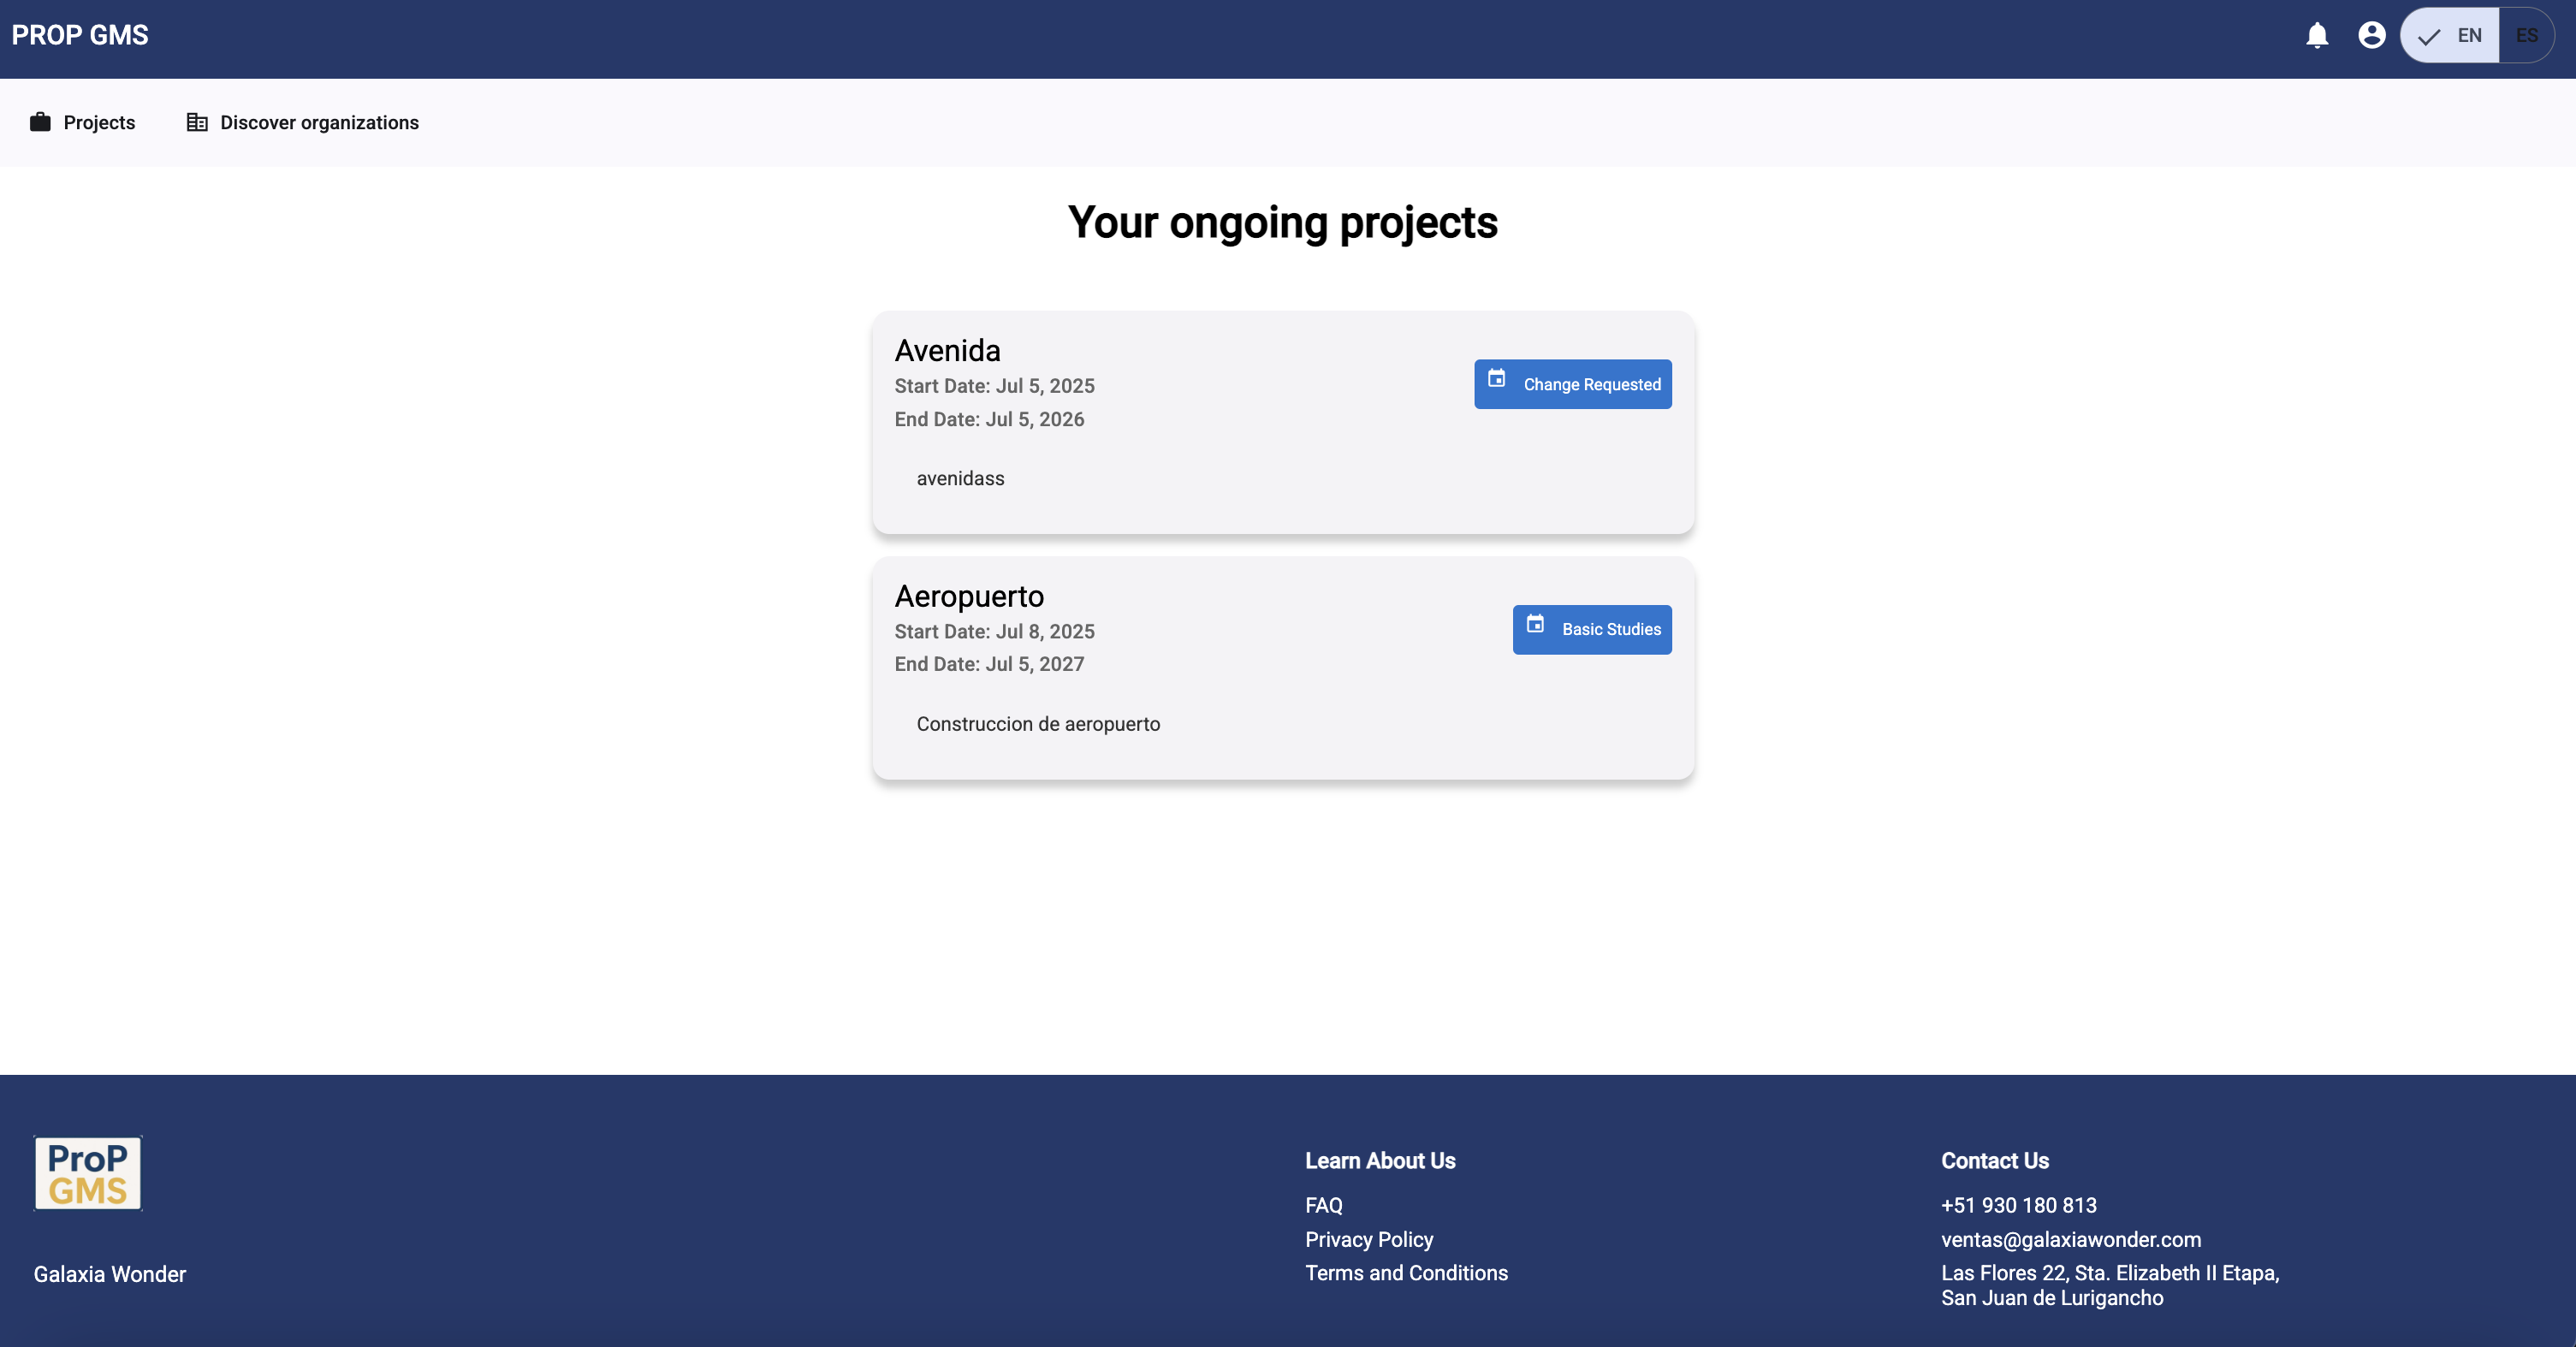 PROP GMS
EN
ES
Projects
Discover organizations
Your ongoing projects
Avenida
Start Date: Jul 5, 2025
End Date: Jul 5, 2026
Change Requested
avenidass
Aeropuerto
Start Date: Jul 8, 2025
End Date: Jul 5, 2027
Basic Studies
Construccion de aeropuerto
ProP
GMS
Galaxia Wonder
Learn About Us
FAQ
Privacy Policy
Terms and Conditions
Contact Us
+51 930 180 813
ventas@galaxiawonder.com
Las Flores 22, Sta. Elizabeth II Etapa,
San Juan de Lurigancho